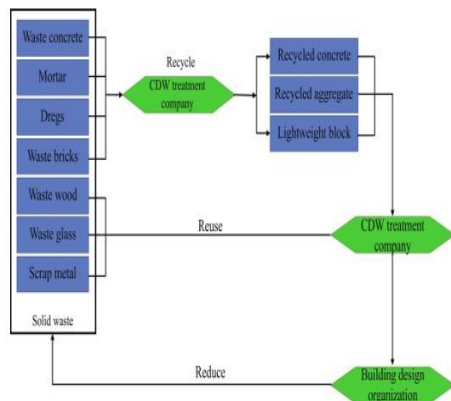 Waste concrete
Mortar
Dregs
Waste bricks
Waste wood
Waste glass
Scrap metal
Solid waste
Recycle
CDW treatment
company
Recycled concrete
Recycled aggregate
Lightweight block
Reuse
CDW treatment
company
Reduce
Building design
organization